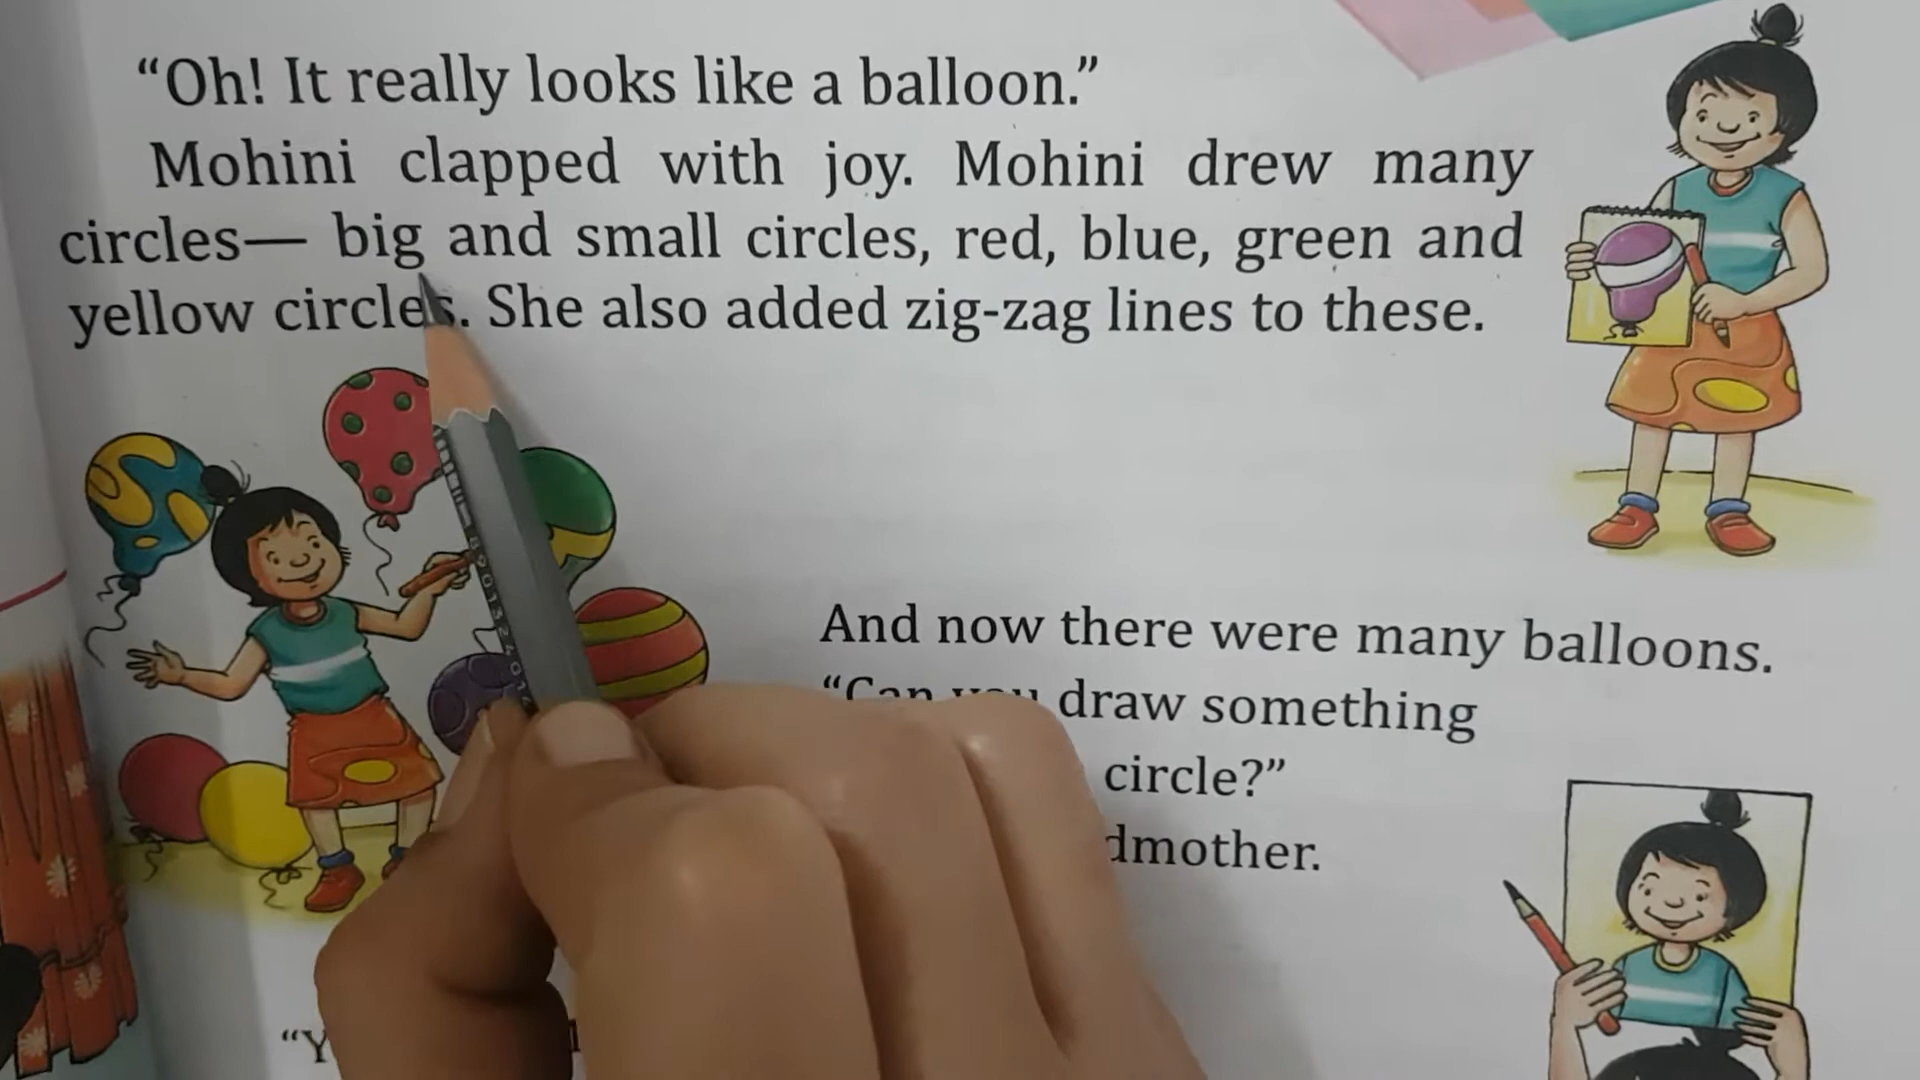 “Oh! It really looks like a balloon.”
Mohini clapped with joy. Mohini drew many
circles— big and small circles, red, blue, green and
yellow circles. She also added zig-zag lines to these.
And now there were many balloons.
“Can you draw something
circle?”